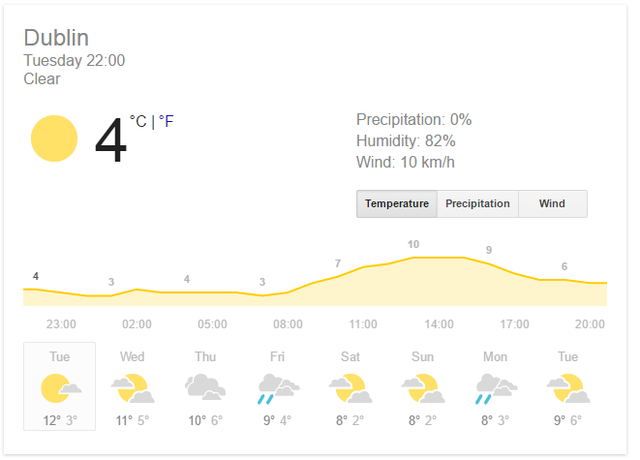 Dublin
Tuesday 22:00
Clear
4 °C | °F
Precipitation: 0%
Humidity: 82%
Wind: 10 km/h
Temperature Precipitation Wind
4 3 4 3 7 10 9 6
23:00 02:00 05:00 08:00 11:00 14:00 17:00 20:00
Tue Wed Thu Fri Sat Sun Mon Tue
12° 3° 11° 5° 10° 6° 9° 4° 8° 2° 8° 2° 8° 3° 9° 6°